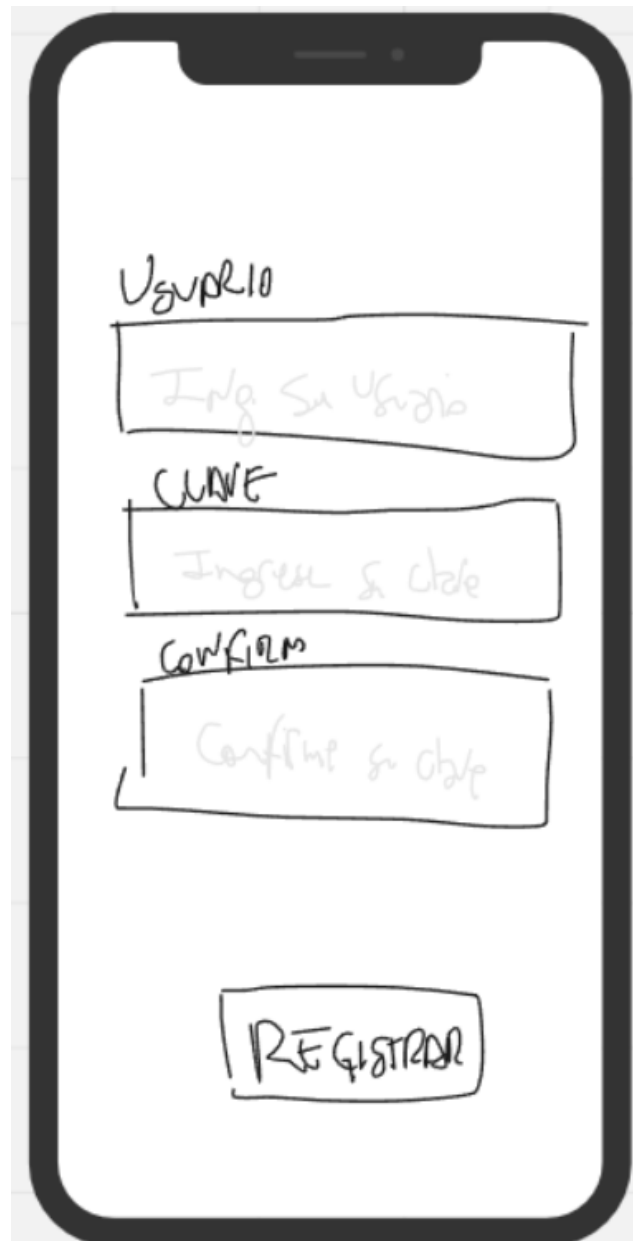 USUARIO
Ing. Su Usuario
CLAVE
Ingrese su clave
CONFIRM
Confirme su clave
REGISTRAR